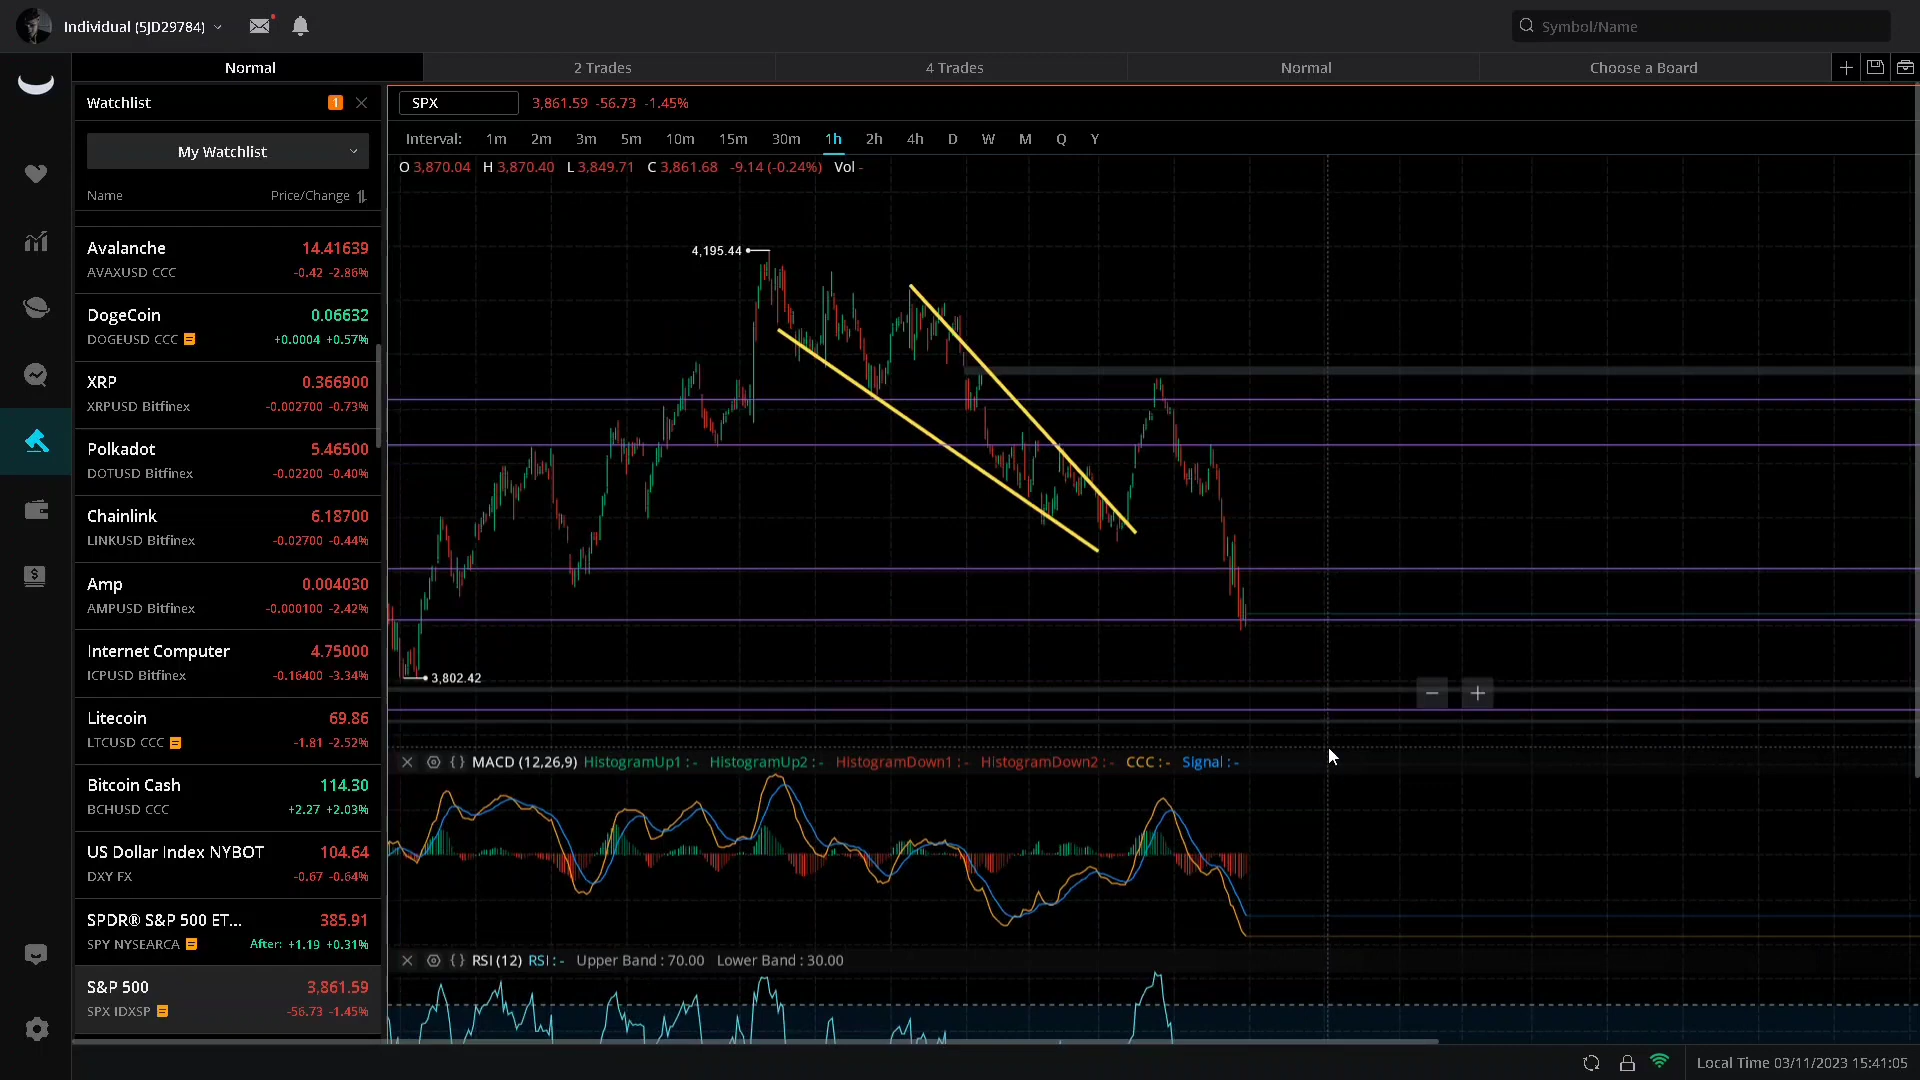 Individual (5JD29784)
Symbol/Name
Normal
2 Trades
4 Trades
Normal
Choose a Board
Watchlist
1
SPX
3,861.59 -56.73 -1.45%
My Watchlist
Interval: 1m 2m 3m 5m 10m 15m 30m 1h 2h 4h D W M Q Y
O 3,870.04 H 3,870.40 L 3,849.71 C 3,861.68 -9.14 (-0.24%) Vol -
Name Price/Change
Avalanche 14.41639
AVAXUSD CCC -0.42 -2.86%
DogeCoin 0.06632
DOGEUSD CCC +0.0004 +0.57%
XRP 0.366900
XRPUSD Bitfinex -0.002700 -0.73%
Polkadot 5.46500
DOTUSD Bitfinex -0.02200 -0.40%
Chainlink 6.18700
LINKUSD Bitfinex -0.02700 -0.44%
Amp 0.004030
AMPUSD Bitfinex -0.000100 -2.42%
Internet Computer 4.75000
ICPUSD Bitfinex -0.16400 -3.34%
Litecoin 69.86
LTCUSD CCC -1.81 -2.52%
Bitcoin Cash 114.30
BCHUSD CCC +2.27 +2.03%
US Dollar Index NYBOT 104.64
DXY FX -0.67 -0.64%
SPDR® S&P 500 ET... 385.91
SPY NYSEARCA After: +1.19 +0.31%
S&P 500 3,861.59
SPX IDXSP -56.73 -1.45%
4,195.44
3,802.42
MACD (12,26,9) HistogramUp1 : - HistogramUp2 : - HistogramDown1 : - HistogramDown2 : - CCC : - Signal : -
RSI (12) RSI : - Upper Band : 70.00 Lower Band : 30.00
Local Time 03/11/2023 15:41:05